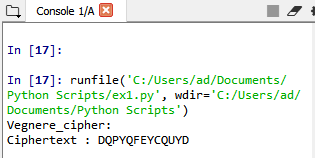 Console 1/A
In [17]:
In [17]: runfile('C:/Users/ad/Documents/
Python Scripts/ex1.py', wdir='C:/Users/ad/
Documents/Python Scripts')
Vegnere_cipher:
Ciphertext : DQPYQFEYCQUYD